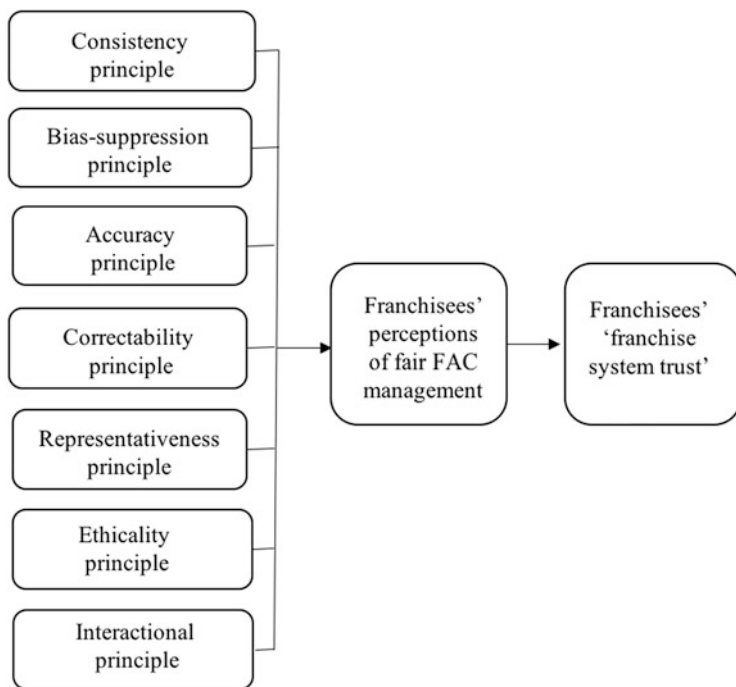 Consistency
principle
Bias-suppression
principle
Accuracy
principle
Correctability
principle
Representativeness
principle
Ethicality
principle
Interactional
principle
Franchisees’
perceptions
of fair FAC
management
Franchisees’
‘franchise
system trust’